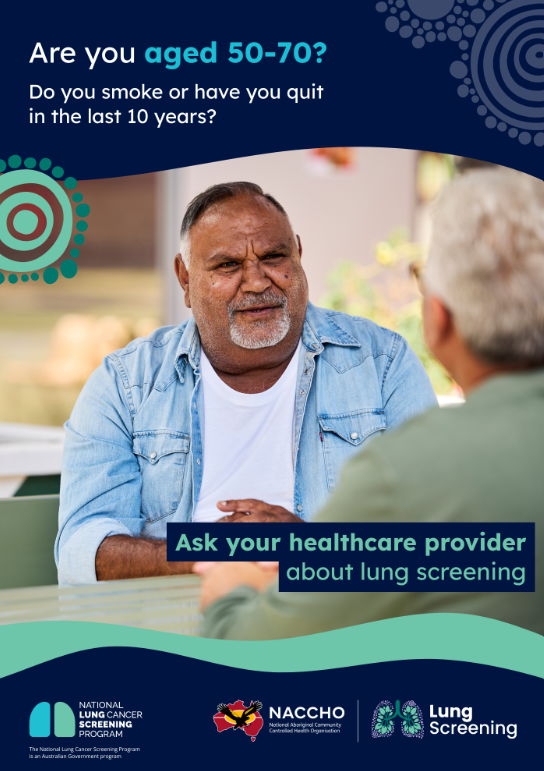 Are you aged 50-70?
Do you smoke or have you quit
in the last 10 years?
Ask your healthcare provider
about lung screening
NATIONAL
LUNG CANCER
SCREENING
PROGRAM
The National Lung Cancer Screening Program
is an Australian Government program
NACCHO
National Aboriginal Community
Controlled Health Organisation
Lung
Screening